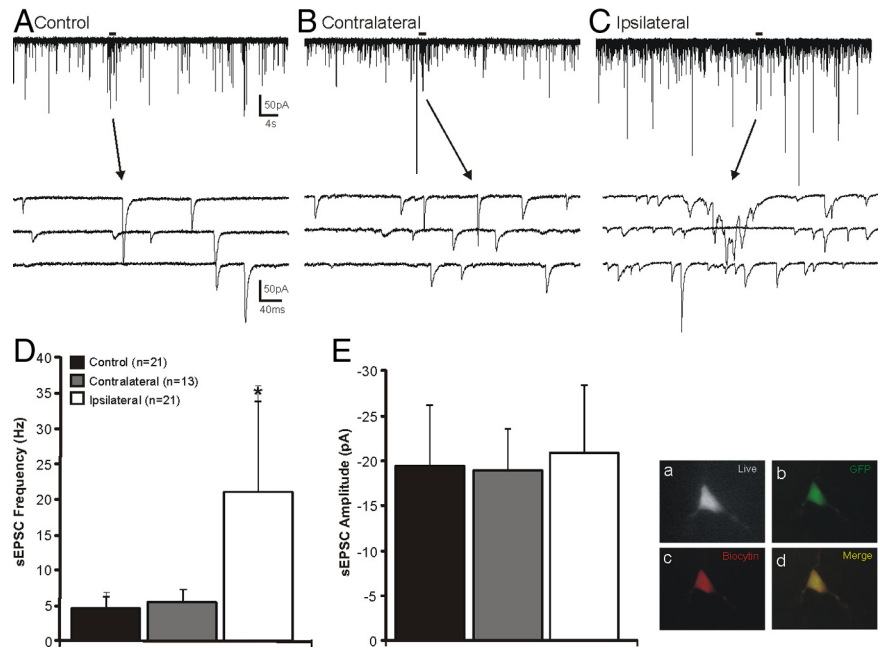 A Control
B Contralateral
C Ipsilateral
50pA
4s
50pA
40ms
D
sEPSC Frequency (Hz)
40
35
30
25
20
15
10
5
0
Control (n=21)
Contralateral (n=13)
Ipsilateral (n=21)
*
E
sEPSC Amplitude (pA)
-30
-25
-20
-15
-10
-5
0
a Live
b GFP
c Biocytin
d Merge